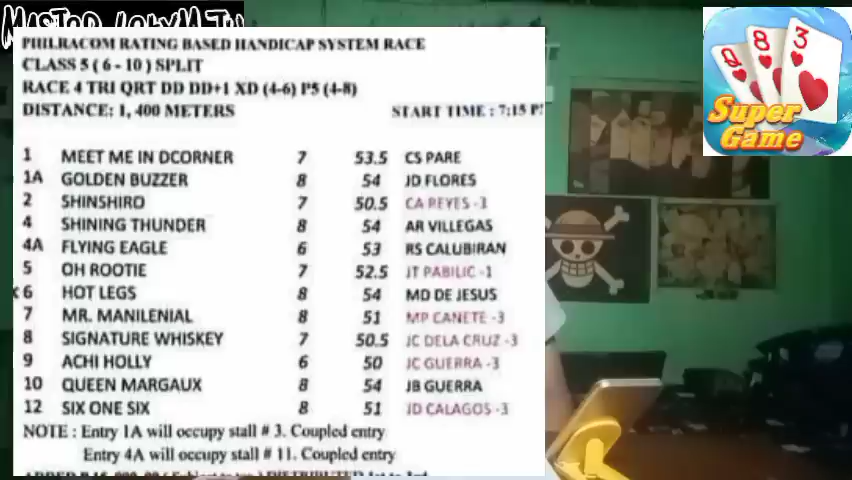 PHILRACOM RATING BASED HANDICAP SYSTEM RACE
CLASS 5 ( 6 - 10 ) SPLIT
RACE 4 TRI QRT DD DD+1 XD (4-6) P5 (4-8)
DISTANCE: 1, 400 METERS START TIME : 7:15 P
1 MEET ME IN DCORNER 7 53.5 CS PARE
1A GOLDEN BUZZER 8 54 JD FLORES
2 SHINSHIRO 7 50.5 CA REYES -3
4 SHINING THUNDER 8 54 AR VILLEGAS
4A FLYING EAGLE 6 53 RS CALUBIRAN
5 OH ROOTIE 7 52.5 JT PABILIC -1
6 HOT LEGS 8 54 MD DE JESUS
7 MR. MANILENIAL 8 51 MP CANETE -3
8 SIGNATURE WHISKEY 7 50.5 JC DELA CRUZ -3
9 ACHI HOLLY 6 50 JC GUERRA -3
10 QUEEN MARGAUX 8 54 JB GUERRA
12 SIX ONE SIX 8 51 JD CALAGOS -3
NOTE : Entry 1A will occupy stall # 3. Coupled entry
Entry 4A will occupy stall # 11. Coupled entry
Q 8 3
Super
Game